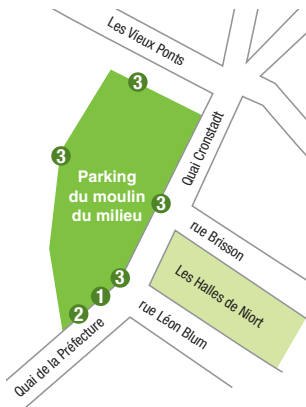 Les Vieux Ponts
3
Quai Cronstadt
3
Parking
du moulin
du milieu
3
rue Brisson
Les Halles de Niort
3
1
2
rue Léon Blum
Quai de la Préfecture